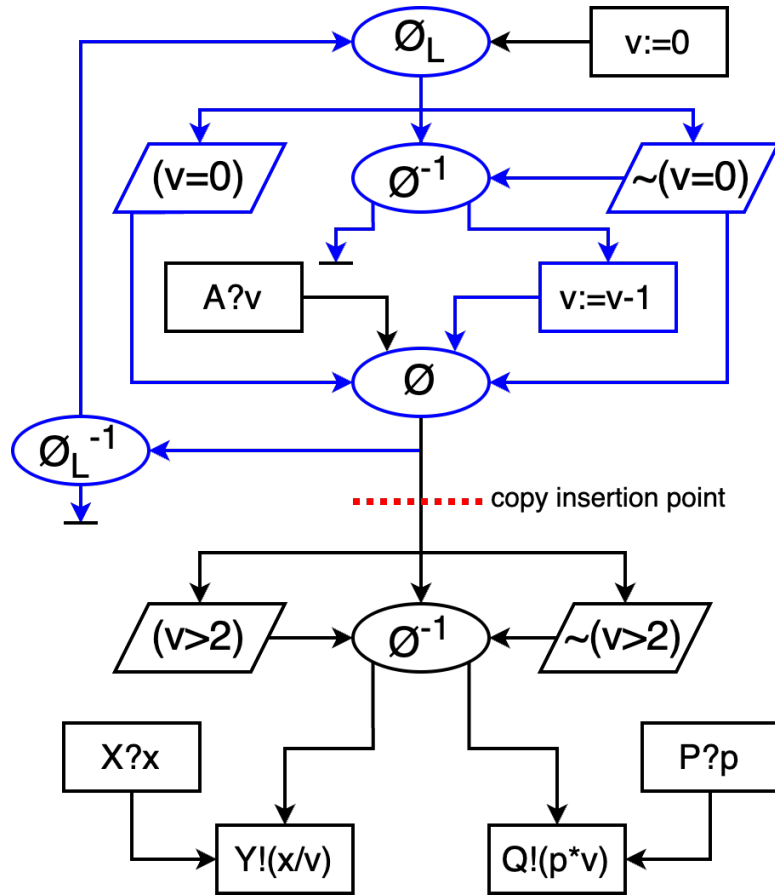 Ø_L
v:=0
(v=0)
Ø^-1
~(v=0)
A?v
v:=v-1
Ø
Ø_L^-1
copy insertion point
(v>2)
Ø^-1
~(v>2)
X?x
P?p
Y!(x/v)
Q!(p*v)